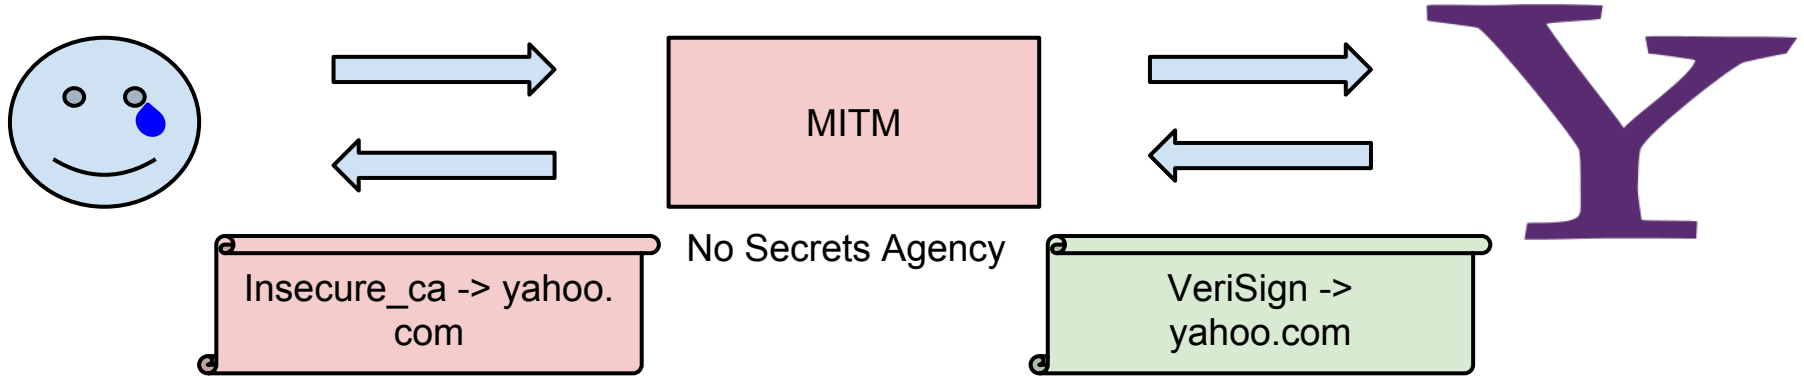 MITM
No Secrets Agency
Insecure_ca -> yahoo.
com
VeriSign ->
yahoo.com
Y